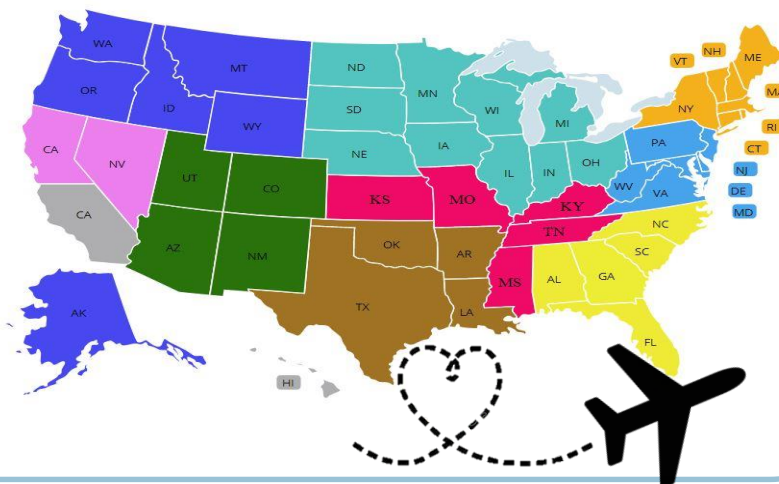 WA
MT
ND
MN
VT
NH
ME
OR
ID
SD
WI
MI
NY
MA
WY
RI
CA
NV
NE
IA
PA
CT
UT
CO
IL
IN
OH
NJ
CA
KS
MO
WV
VA
DE
KY
MD
AZ
NM
OK
AR
TN
NC
SC
AK
TX
LA
MS
AL
GA
FL
HI